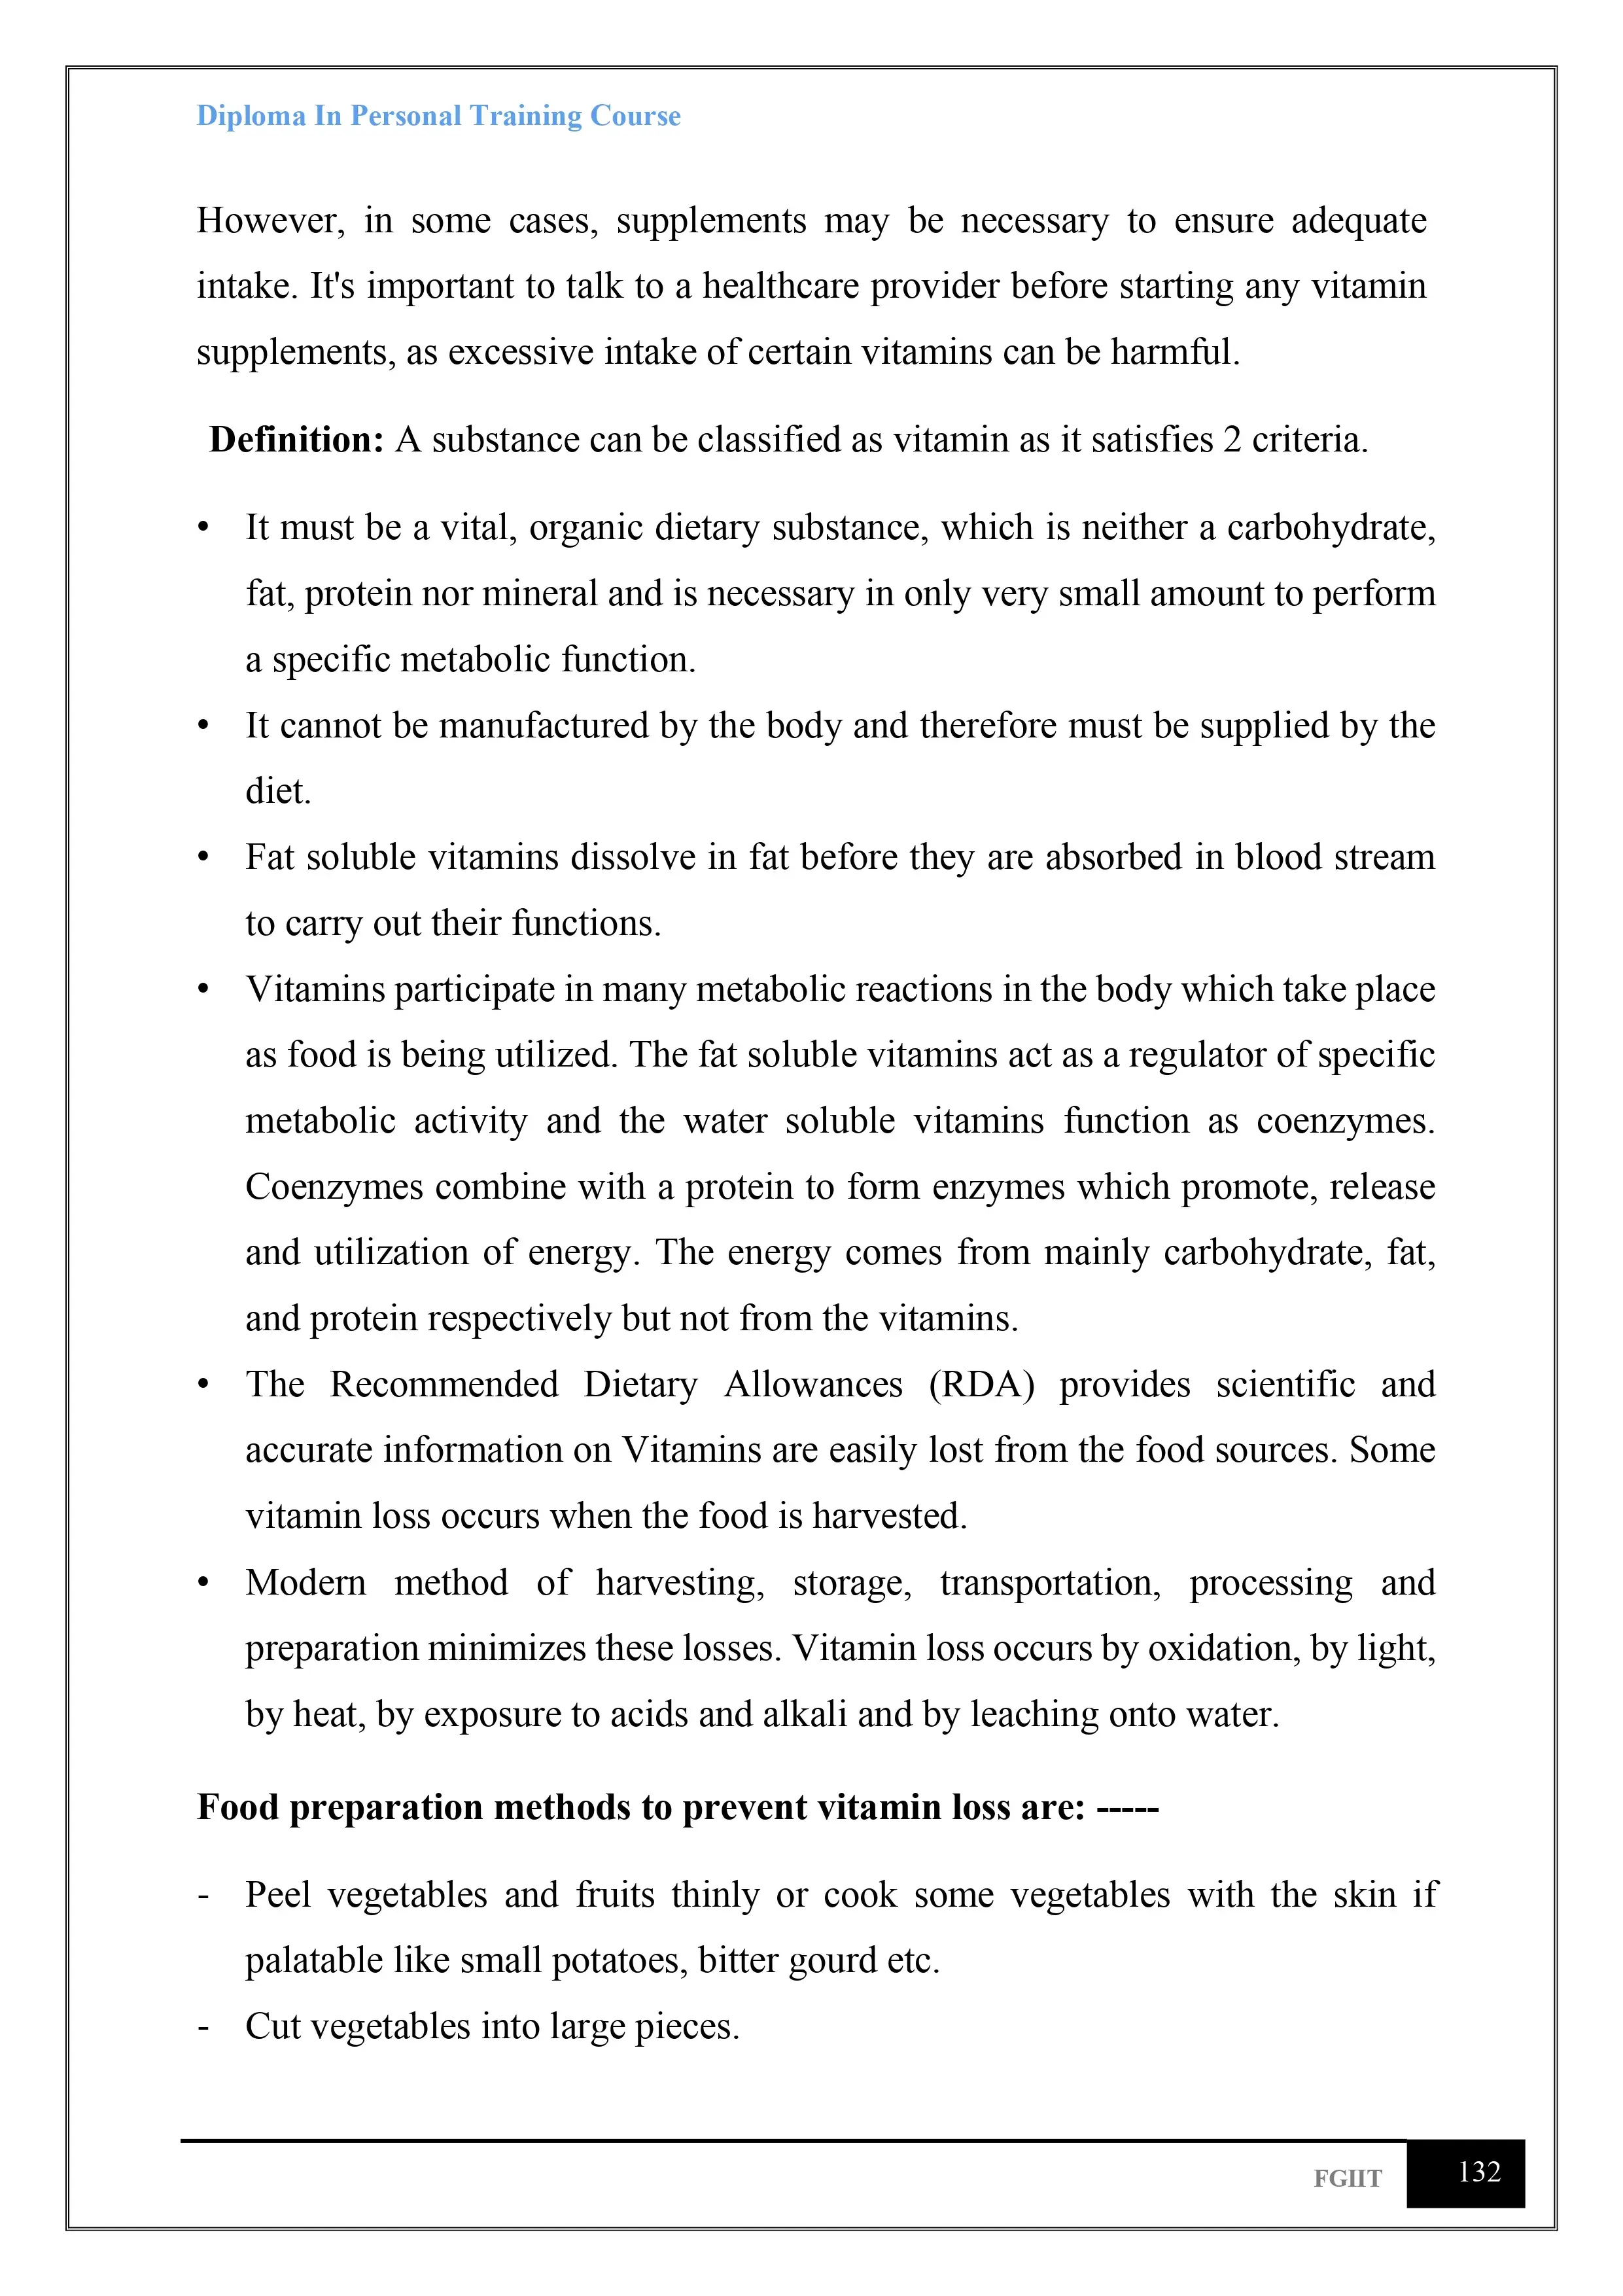 Diploma In Personal Training Course
However, in some cases, supplements may be necessary to ensure adequate
intake. It's important to talk to a healthcare provider before starting any vitamin
supplements, as excessive intake of certain vitamins can be harmful.
Definition: A substance can be classified as vitamin as it satisfies 2 criteria.
• It must be a vital, organic dietary substance, which is neither a carbohydrate,
fat, protein nor mineral and is necessary in only very small amount to perform
a specific metabolic function.
• It cannot be manufactured by the body and therefore must be supplied by the
diet.
• Fat soluble vitamins dissolve in fat before they are absorbed in blood stream
to carry out their functions.
• Vitamins participate in many metabolic reactions in the body which take place
as food is being utilized. The fat soluble vitamins act as a regulator of specific
metabolic activity and the water soluble vitamins function as coenzymes.
Coenzymes combine with a protein to form enzymes which promote, release
and utilization of energy. The energy comes from mainly carbohydrate, fat,
and protein respectively but not from the vitamins.
• The Recommended Dietary Allowances (RDA) provides scientific and
accurate information on Vitamins are easily lost from the food sources. Some
vitamin loss occurs when the food is harvested.
• Modern method of harvesting, storage, transportation, processing and
preparation minimizes these losses. Vitamin loss occurs by oxidation, by light,
by heat, by exposure to acids and alkali and by leaching onto water.
Food preparation methods to prevent vitamin loss are: -----
- Peel vegetables and fruits thinly or cook some vegetables with the skin if
palatable like small potatoes, bitter gourd etc.
- Cut vegetables into large pieces.
FGIIT 132